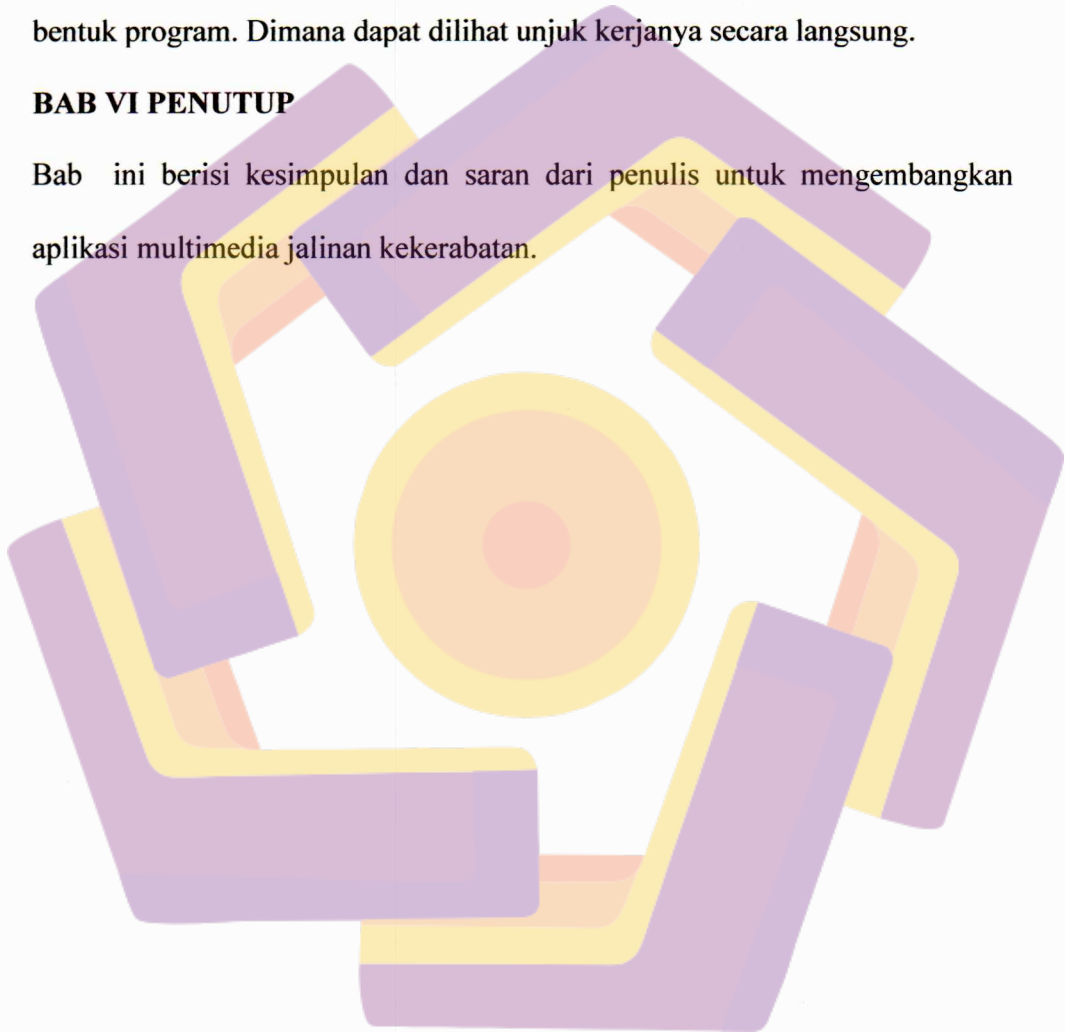 bentuk program. Dimana dapat dilihat unjuk kerjanya secara langsung.
BAB VI PENUTUP
Bab ini berisi kesimpulan dan saran dari penulis untuk mengembangkan
aplikasi multimedia jalinan kekerabatan.